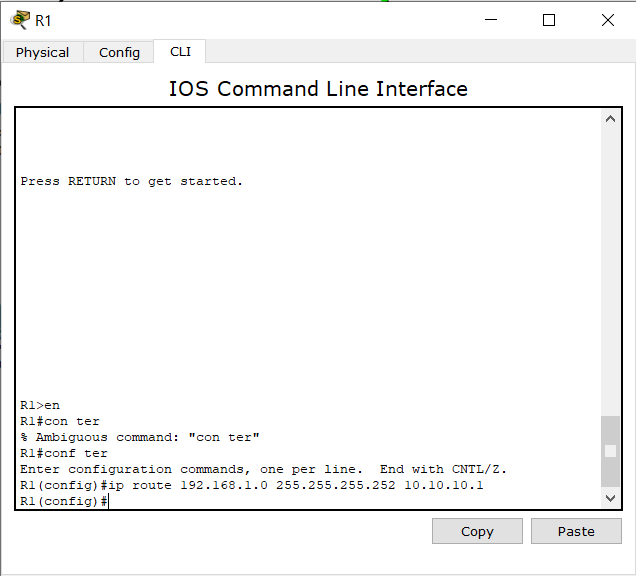 R1
Physical Config CLI
IOS Command Line Interface
Press RETURN to get started.
R1>en
R1#con ter
% Ambiguous command: "con ter"
R1#conf ter
Enter configuration commands, one per line.  End with CNTL/Z.
R1(config)#ip route 192.168.1.0 255.255.255.252 10.10.10.1
R1(config)#
Copy Paste